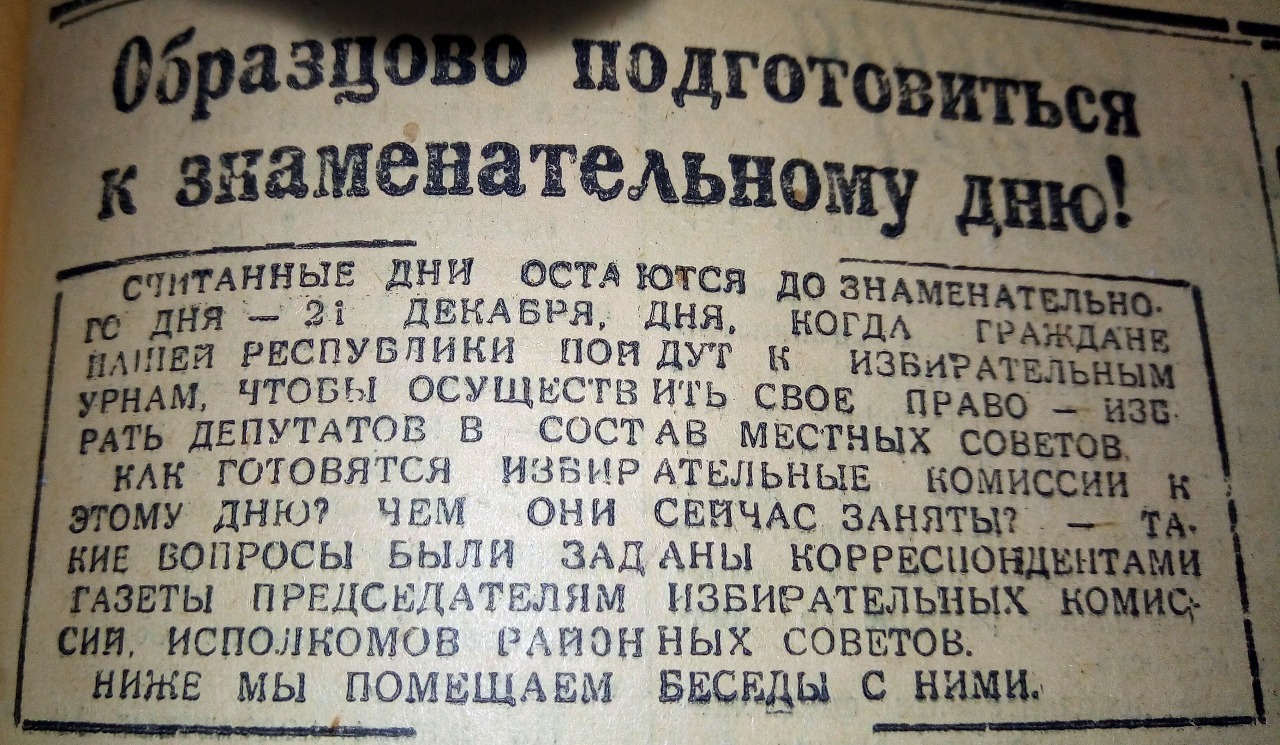 Образцово подготовиться
к знаменательному дню!
СЧИТАННЫЕ ДНИ ОСТАЮТСЯ ДО ЗНАМЕНАТЕЛЬНО-
ГО ДНЯ — 21 ДЕКАБРЯ, ДНЯ, КОГДА ГРАЖДАНЕ
НАШЕЙ РЕСПУБЛИКИ ПОЙДУТ К ИЗБИРАТЕЛЬНЫМ
УРНАМ, ЧТОБЫ ОСУЩЕСТВИТЬ СВОЕ ПРАВО — ИЗБ-
РАТЬ ДЕПУТАТОВ В СОСТАВ МЕСТНЫХ СОВЕТОВ.
КАК ГОТОВЯТСЯ ИЗБИРАТЕЛЬНЫЕ КОМИССИИ К
ЭТОМУ ДНЮ? ЧЕМ ОНИ СЕЙЧАС ЗАНЯТЫ? — ТА-
КИЕ ВОПРОСЫ БЫЛИ ЗАДАНЫ КОРРЕСПОНДЕНТАМИ
ГАЗЕТЫ ПРЕДСЕДАТЕЛЯМ ИЗБИРАТЕЛЬНЫХ КОМИС-
СИЙ, ИСПОЛКОМОВ РАЙОННЫХ СОВЕТОВ.
НИЖЕ МЫ ПОМЕЩАЕМ БЕСЕДЫ С НИМИ.